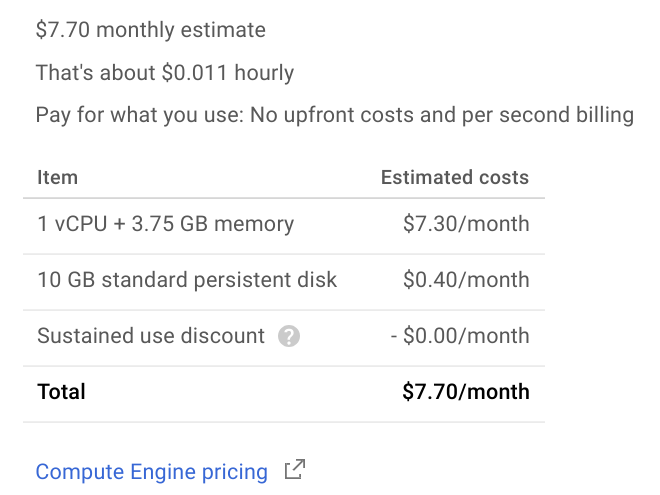 $7.70 monthly estimate
That's about $0.011 hourly
Pay for what you use: No upfront costs and per second billing
Item Estimated costs
1 vCPU + 3.75 GB memory $7.30/month
10 GB standard persistent disk $0.40/month
Sustained use discount ? - $0.00/month
Total $7.70/month
Compute Engine pricing